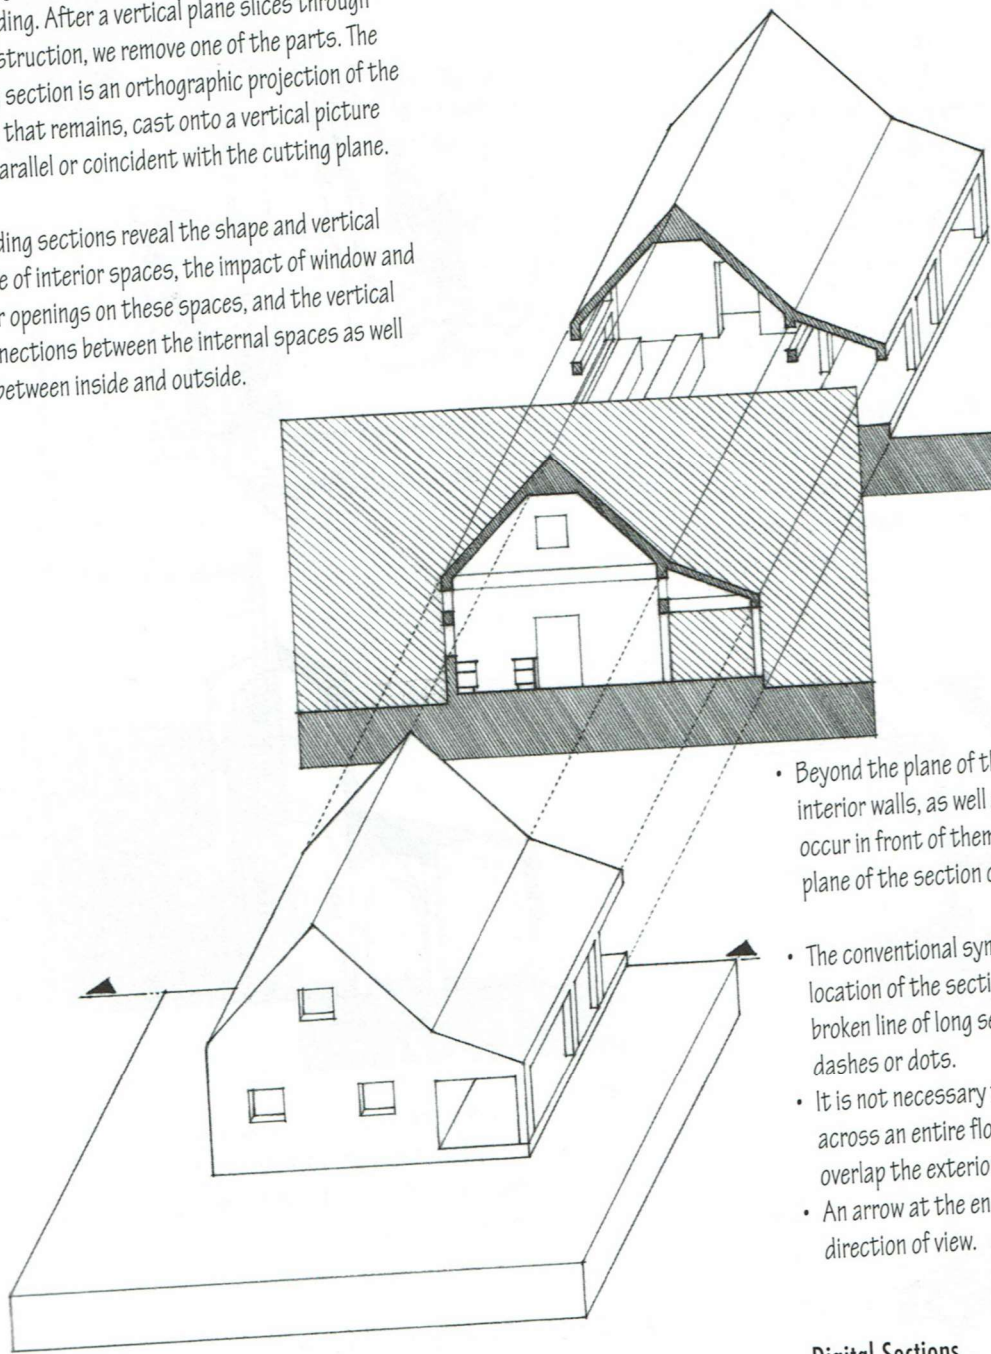 ding. After a vertical plane slices through
struction, we remove one of the parts. The
section is an orthographic projection of the
that remains, cast onto a vertical picture
arallel or coincident with the cutting plane.
ding sections reveal the shape and vertical
e of interior spaces, the impact of window and
r openings on these spaces, and the vertical
nections between the internal spaces as well
between inside and outside.
• Beyond the plane of th
interior walls, as well
occur in front of them
plane of the section c
• The conventional sym
location of the secti
broken line of long se
dashes or dots.
• It is not necessary
across an entire flo
overlap the exterio
• An arrow at the en
direction of view.
Digital Sections